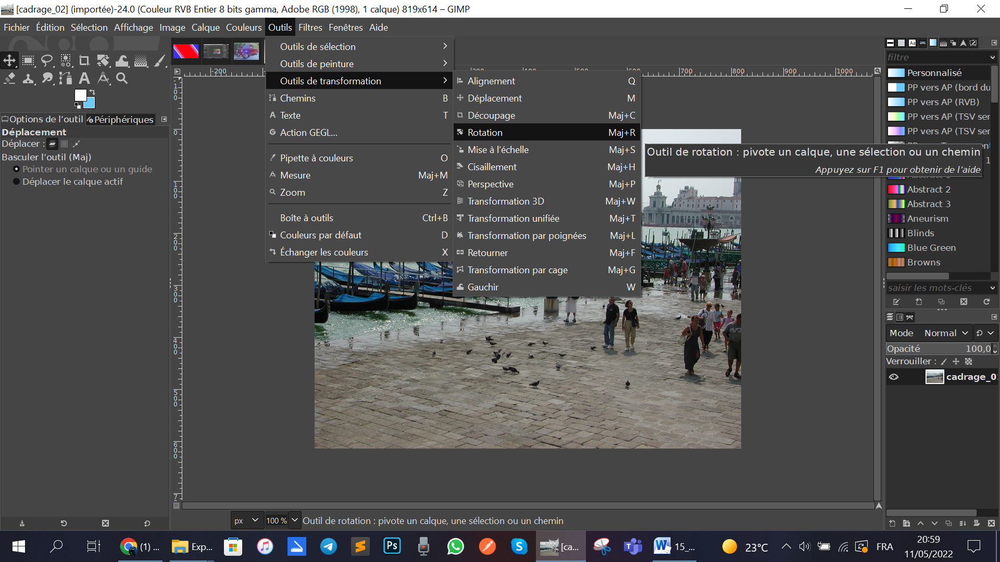 [cadrage_02] (importée)-24.0 (Couleur RVB Entier 8 bits gamma, Adobe RGB (1998), 1 calque) 819x614 – GIMP
Fichier Édition Sélection Affichage Image Calque Couleurs Outils Filtres Fenêtres Aide
Outils de sélection
Outils de peinture
Outils de transformation
Chemins B
Texte T
Action GEGL...
Pipette à couleurs O
Mesure Maj+M
Zoom Z
Boîte à outils Ctrl+B
Couleurs par défaut D
Échanger les couleurs X
Alignement Q
Déplacement M
Découpage Maj+C
Rotation Maj+R
Mise à l'échelle Maj+S
Cisaillement Maj+H
Perspective Maj+P
Transformation 3D Maj+W
Transformation unifiée Maj+T
Transformation par poignées Maj+L
Retourner Maj+F
Transformation par cage Maj+G
Gauchir W
Outil de rotation : pivote un calque, une sélection ou un chemin
Appuyez sur F1 pour obtenir de l'aide
Options de l'outil Périphériques
Déplacement
Déplacer :
Basculer l'outil (Maj)
Pointer un calque ou un guide
Déplacer le calque actif
-200 700 800 900 1000
0
100
200
300
400
500
600
filtre
Personnalisé
PP vers AP (bord du
PP vers AP (RVB)
PP vers AP (TSV ser
PP vers AP (TSV ser
Abstract 2
Abstract 3
Aneurism
Blinds
Blue Green
Browns
saisir les mots-clés
Mode Normal
Opacité 100,0
Verrouiller :
cadrage_0
px 100 % Outil de rotation : pivote un calque, une sélection ou un chemin
(1) ... Exp... Ps [ca... 15_... 23°C FRA
20:59
11/05/2022